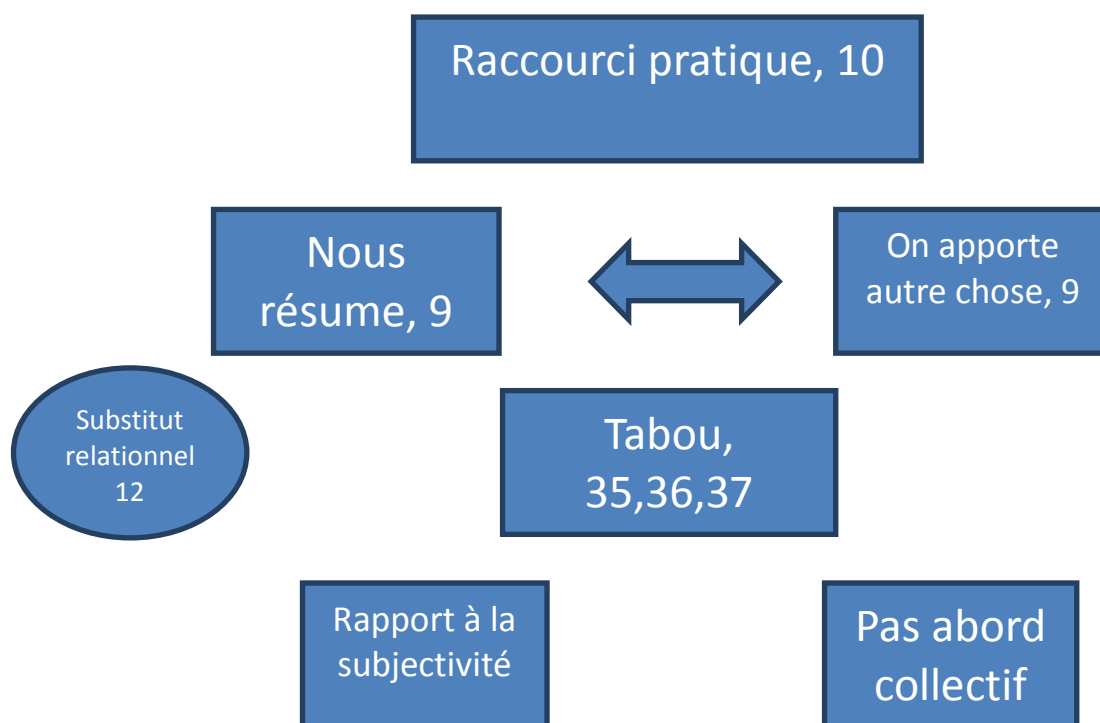 Raccourci pratique, 10
Nous
résume, 9
On apporte
autre chose, 9
Substitut
relationnel
12
Tabou,
35,36,37
Rapport à la
subjectivité
Pas abord
collectif